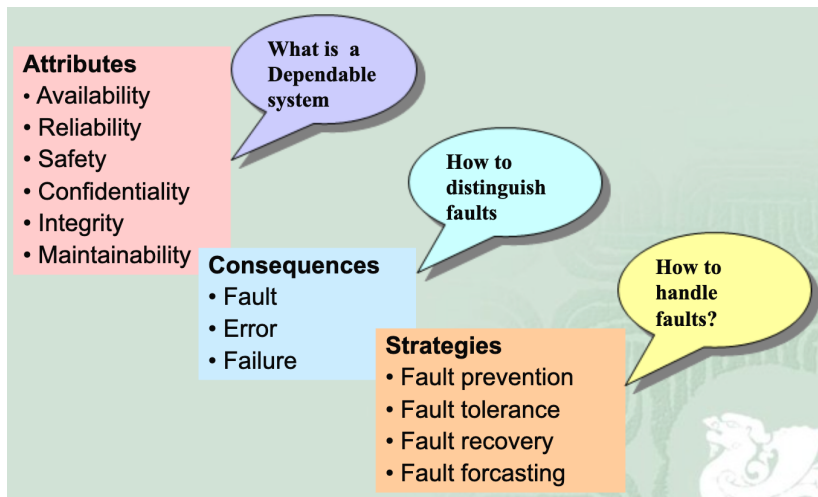 What is a
Dependable
system
Attributes
• Availability
• Reliability
• Safety
• Confidentiality
• Integrity
• Maintainability
How to
distinguish
faults
Consequences
• Fault
• Error
• Failure
How to
handle
faults?
Strategies
• Fault prevention
• Fault tolerance
• Fault recovery
• Fault forcasting